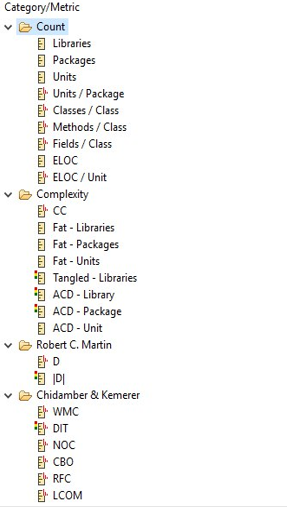 Category/Metric
Count
Libraries
Packages
Units
Units / Package
Classes / Class
Methods / Class
Fields / Class
ELOC
ELOC / Unit
Complexity
CC
Fat - Libraries
Fat - Packages
Fat - Units
Tangled - Libraries
ACD - Library
ACD - Package
ACD - Unit
Robert C. Martin
D
|D|
Chidamber & Kemerer
WMC
DIT
NOC
CBO
RFC
LCOM